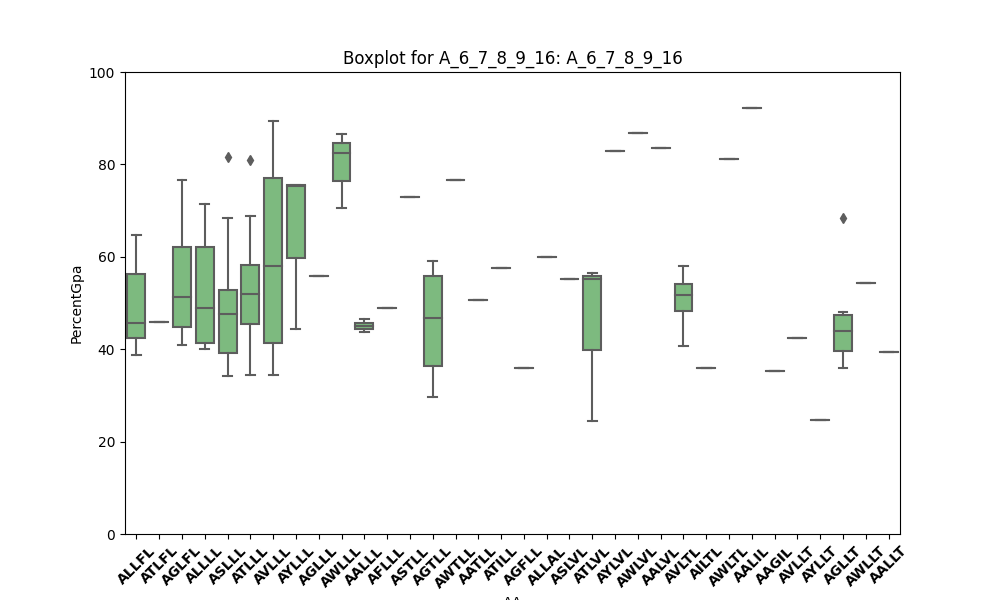 Boxplot for A_6_7_8_9_16: A_6_7_8_9_16
100
80
60
40
20
0
PercentGpa
ALLFL ATLFL AGLFL ALLLL ASLLL ATLLL AVLLL AYLLL AGLLL AWLLL AALLL AFLLL ASTLL AGTLL AWTLL AATLL ATILL AGFLL ALLAL ASLVL ATLVL AYLVL AWLVL AALVL AVLTL AILTL AWLTL AALIL AAGIL AVLLT AYLLT AGLLT AWLLT AALLT